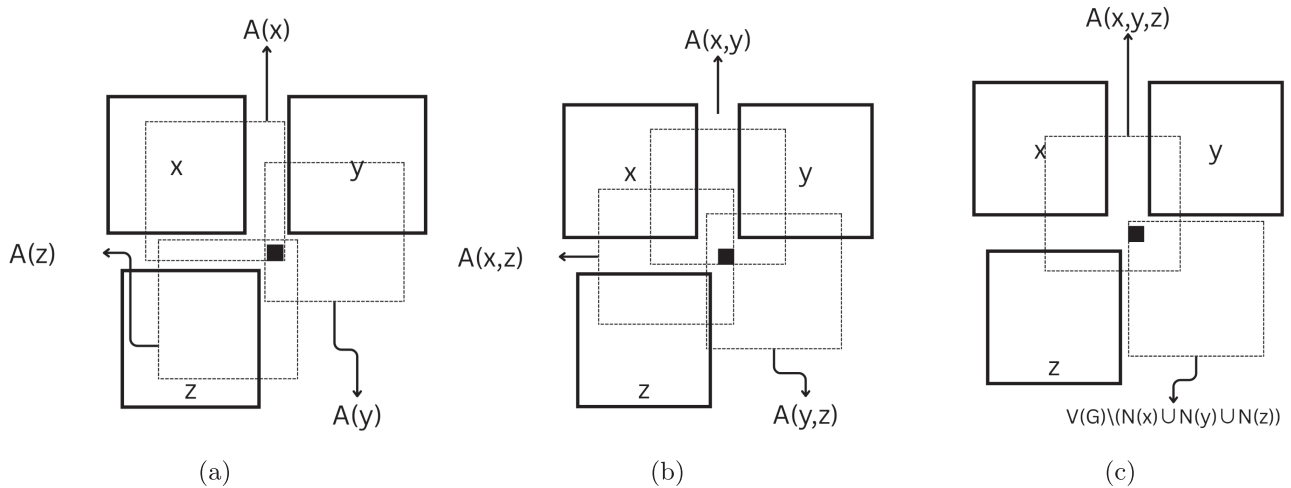 A(x)
x
y
A(z)
z
A(y)
(a)
A(x,y)
x
y
A(x,z)
z
A(y,z)
(b)
A(x,y,z)
x
y
z
V(G)\(N(x)∪N(y)∪N(z))
(c)